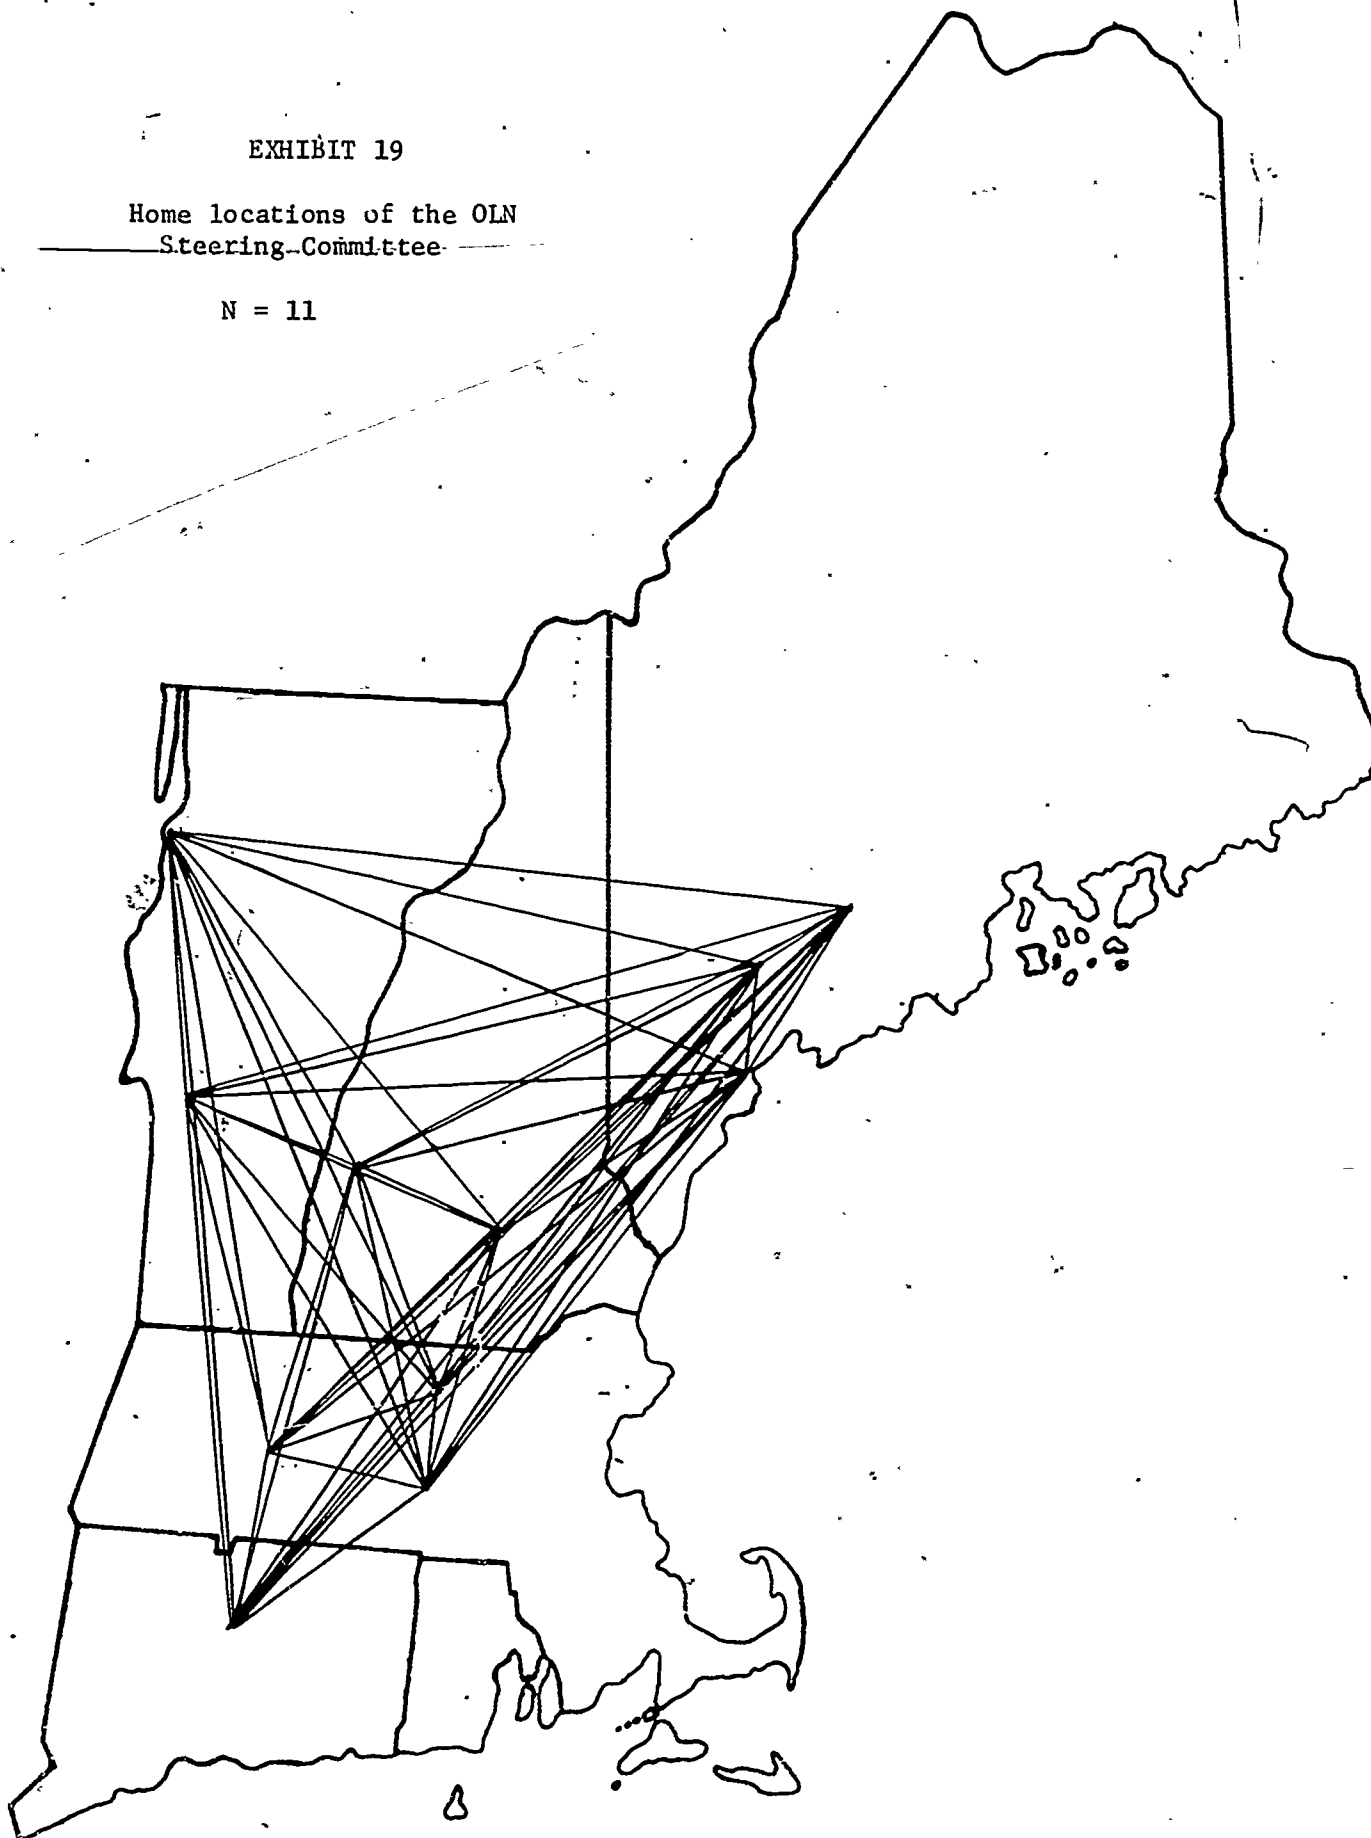 EXHIBIT 19
Home locations of the OLN
Steering Committee
N = 11